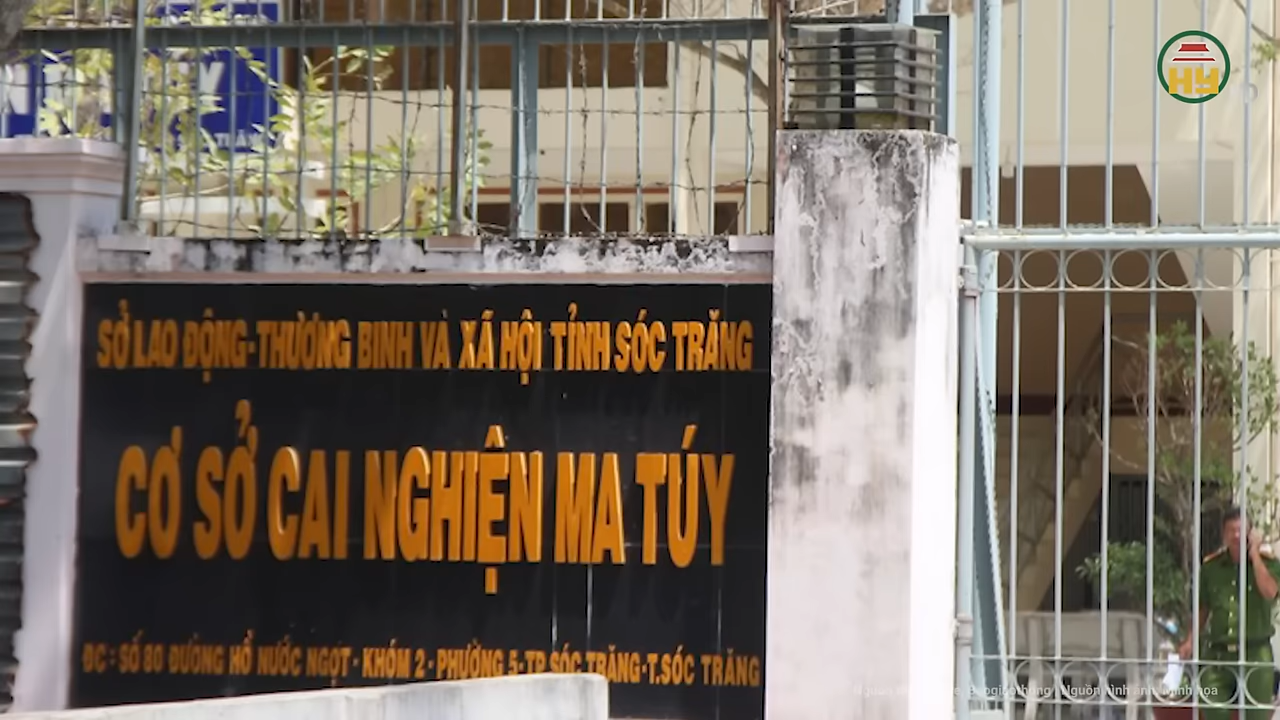 HY
SỞ LAO ĐỘNG-THƯƠNG BINH VÀ XÃ HỘI TỈNH SÓC TRĂNG
CƠ SỞ CAI NGHIỆN MA TÚY
ĐC: SỐ 80 ĐƯỜNG HỒ NƯỚC NGỌT - KHÓM 2 - PHƯỜNG 5-TP SÓC TRĂNG-T.SÓC TRĂNG